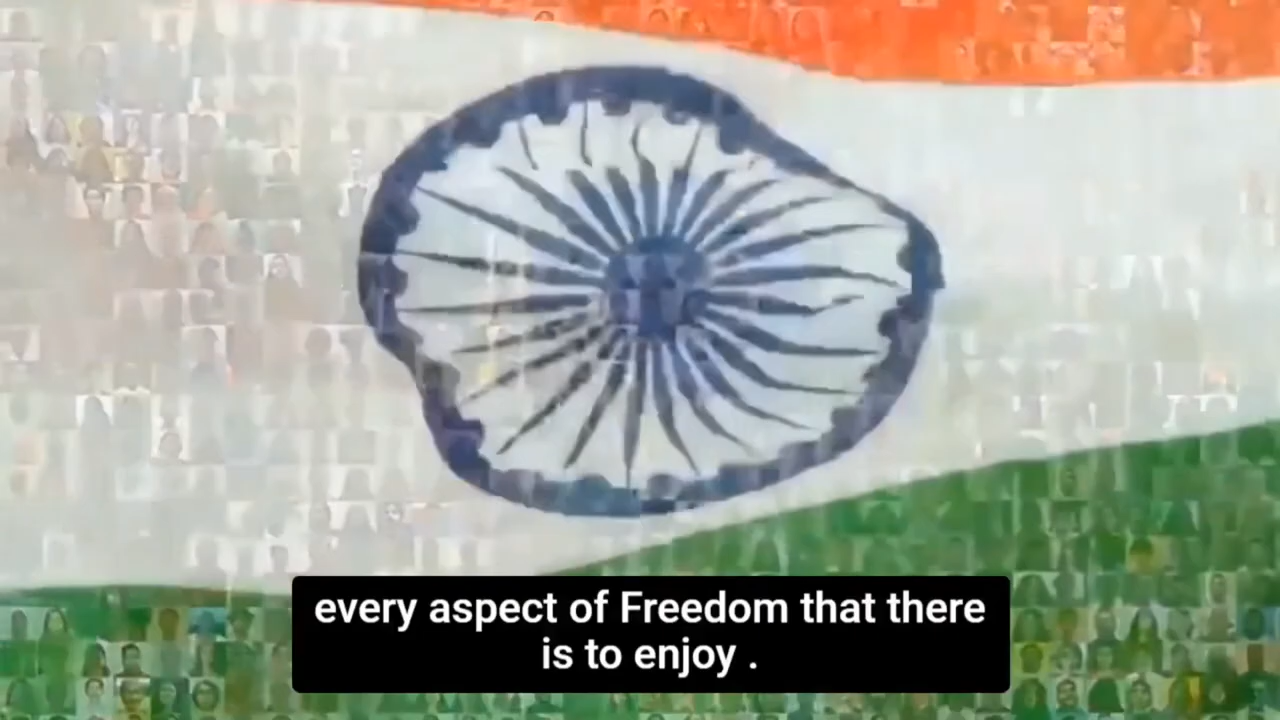 every aspect of Freedom that there
is to enjoy .